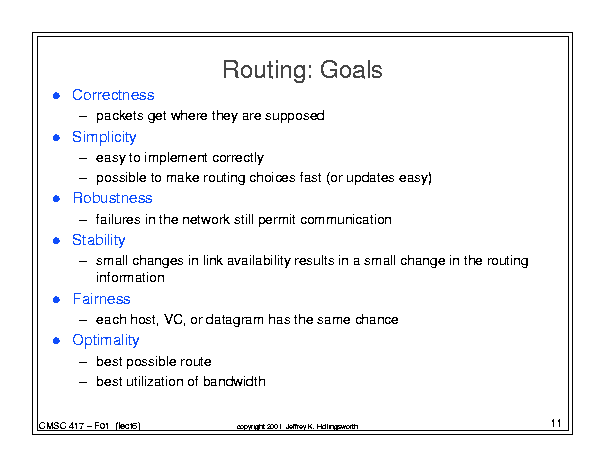 Routing: Goals
● Correctness
– packets get where they are supposed
● Simplicity
– easy to implement correctly
– possible to make routing choices fast (or updates easy)
● Robustness
– failures in the network still permit communication
● Stability
– small changes in link availability results in a small change in the routing
information
● Fairness
– each host, VC, or datagram has the same chance
● Optimality
– best possible route
– best utilization of bandwidth
CMSC 417 – F01 (lect5)
copyright 2001 Jeffrey K. Hollingsworth
11